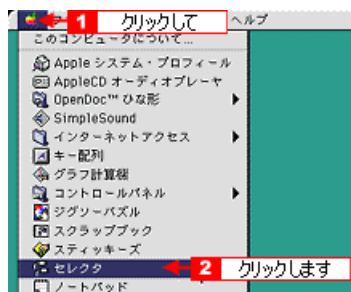 1 クリックして ヘルプ
このコンピュータについて...
Apple システム・プロフィール
AppleCD オーディオプレーヤ
OpenDoc™ ひな形
SimpleSound
インターネットアクセス
キー配列
グラフ計算機
コントロールパネル
ジグソーパズル
スクラップブック
スティッキーズ
セレクタ 2 クリックします
ノートパッド